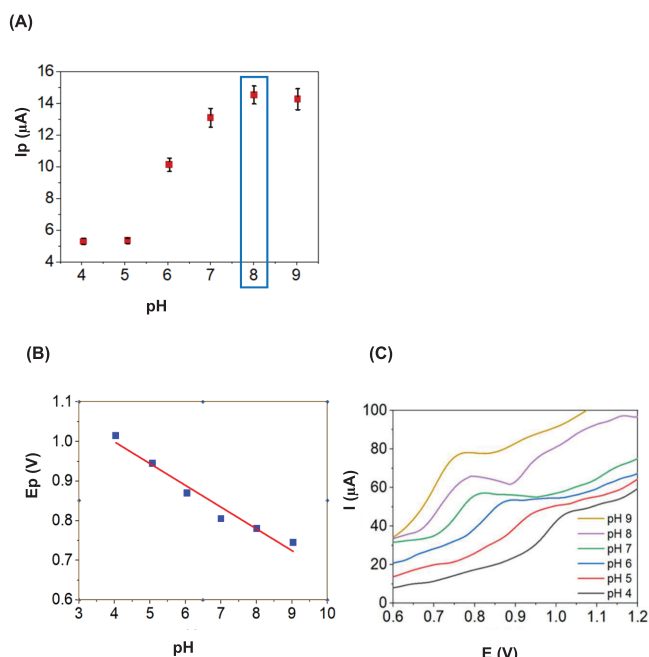 (A)
16
14
12
10
8
6
4
Ip (μA)
4 5 6 7 8 9
pH
(B)
1.1
1.0
0.9
0.8
0.7
0.6
Ep (V)
3 4 5 6 7 8 9 10
pH
(C)
100
80
60
40
20
0
I (μA)
pH 9
pH 8
pH 7
pH 6
pH 5
pH 4
0.6 0.7 0.8 0.9 1.0 1.1 1.2
E (V)